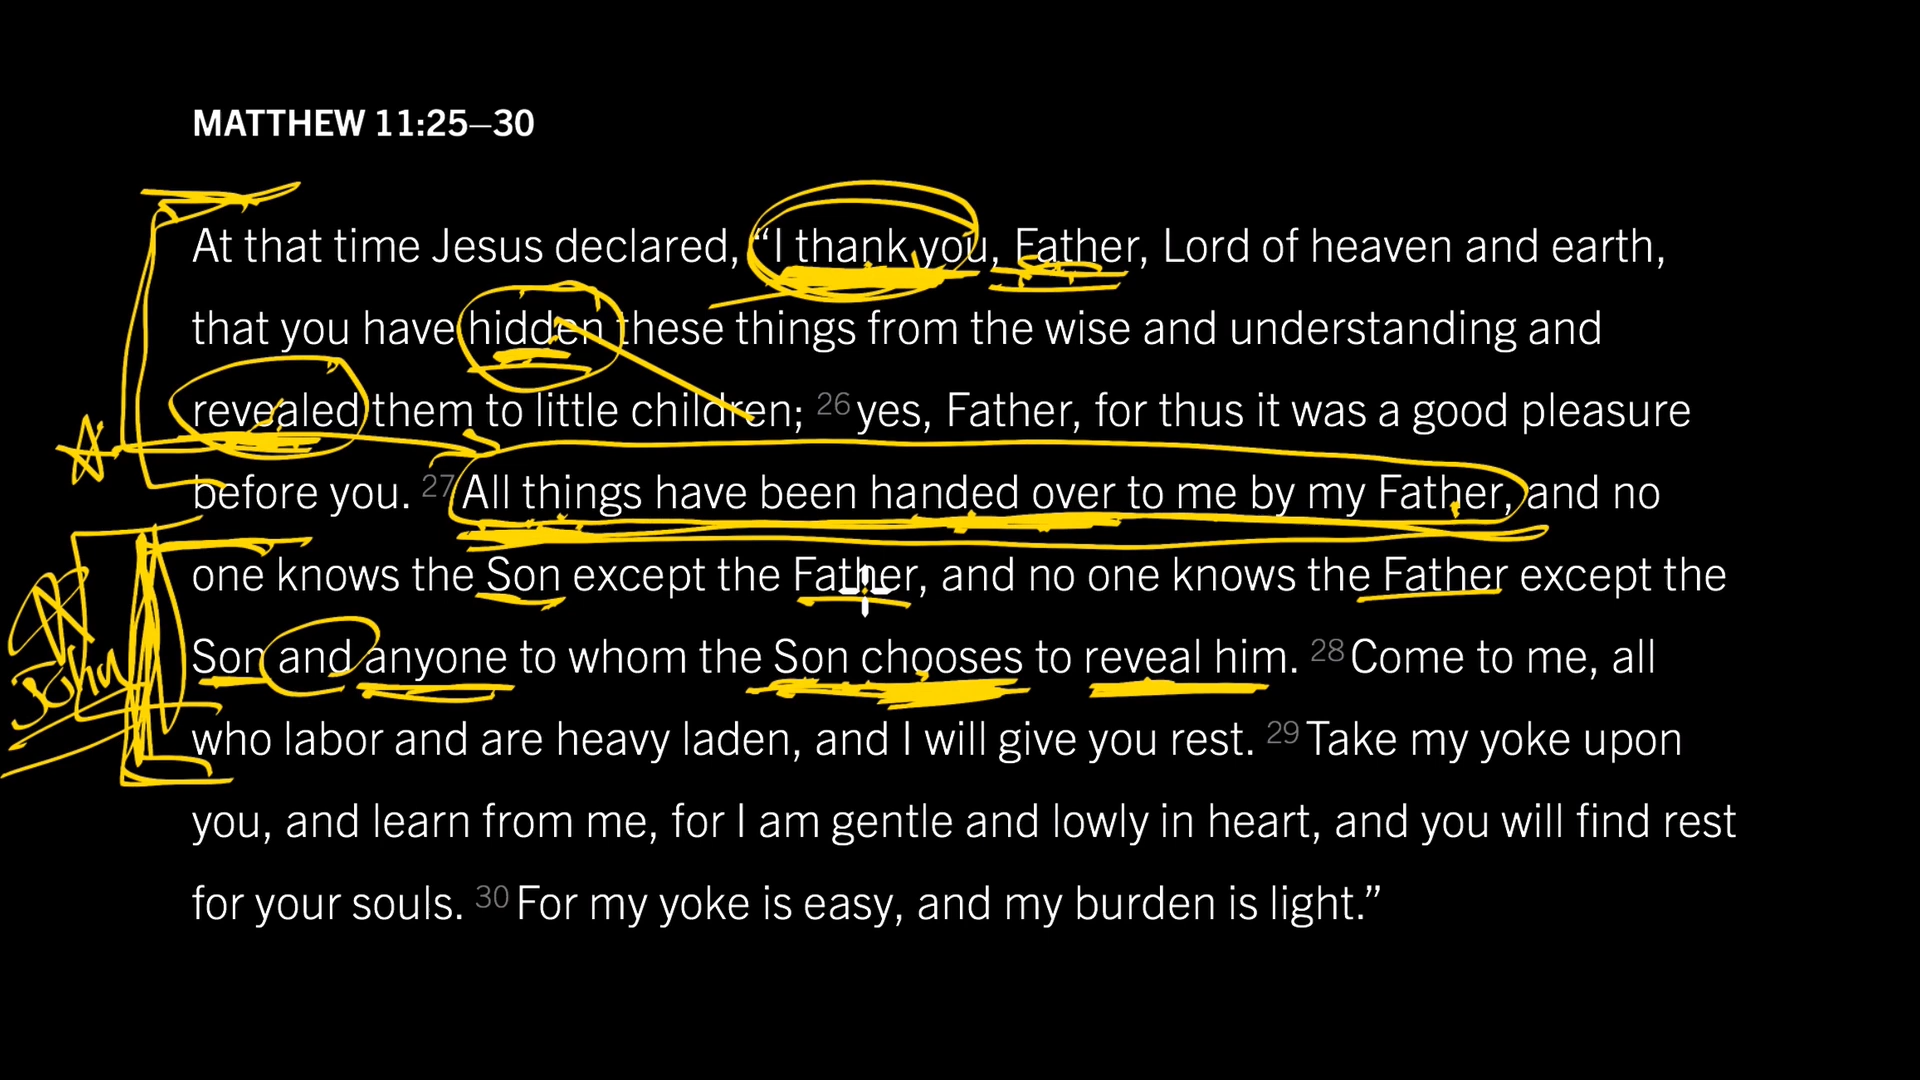 MATTHEW 11:25–30
At that time Jesus declared, “I thank you, Father, Lord of heaven and earth,
that you have hidden these things from the wise and understanding and
revealed them to little children; 26 yes, Father, for thus it was a good pleasure
before you. 27 All things have been handed over to me by my Father, and no
one knows the Son except the Father, and no one knows the Father except the
Son and anyone to whom the Son chooses to reveal him. 28 Come to me, all
John
who labor and are heavy laden, and I will give you rest. 29 Take my yoke upon
you, and learn from me, for I am gentle and lowly in heart, and you will find rest
for your souls. 30 For my yoke is easy, and my burden is light.”